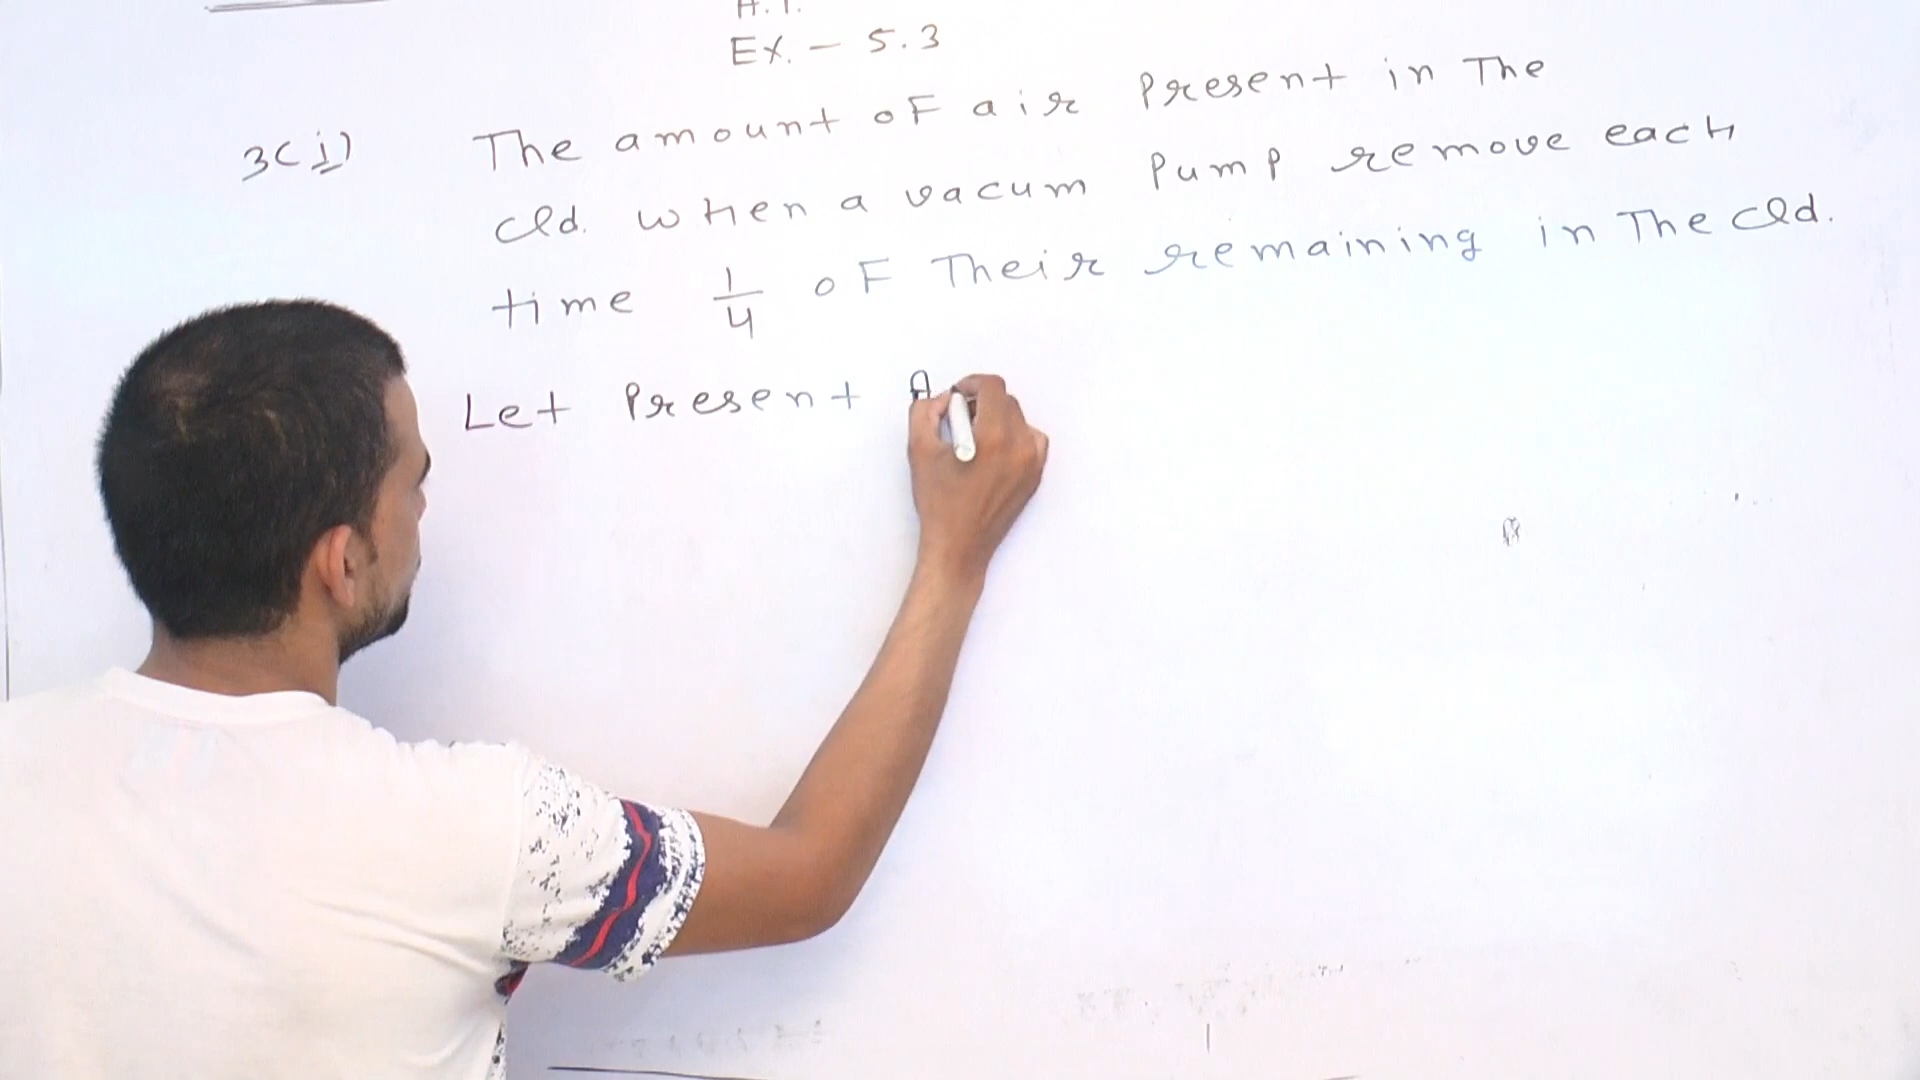 A.P.
Ex. - 5.3
3(i) The amount of air Present in The
Cld. when a vacum Pump remove each
time 1/4 of Their remaining in The Cld.
Let Present A